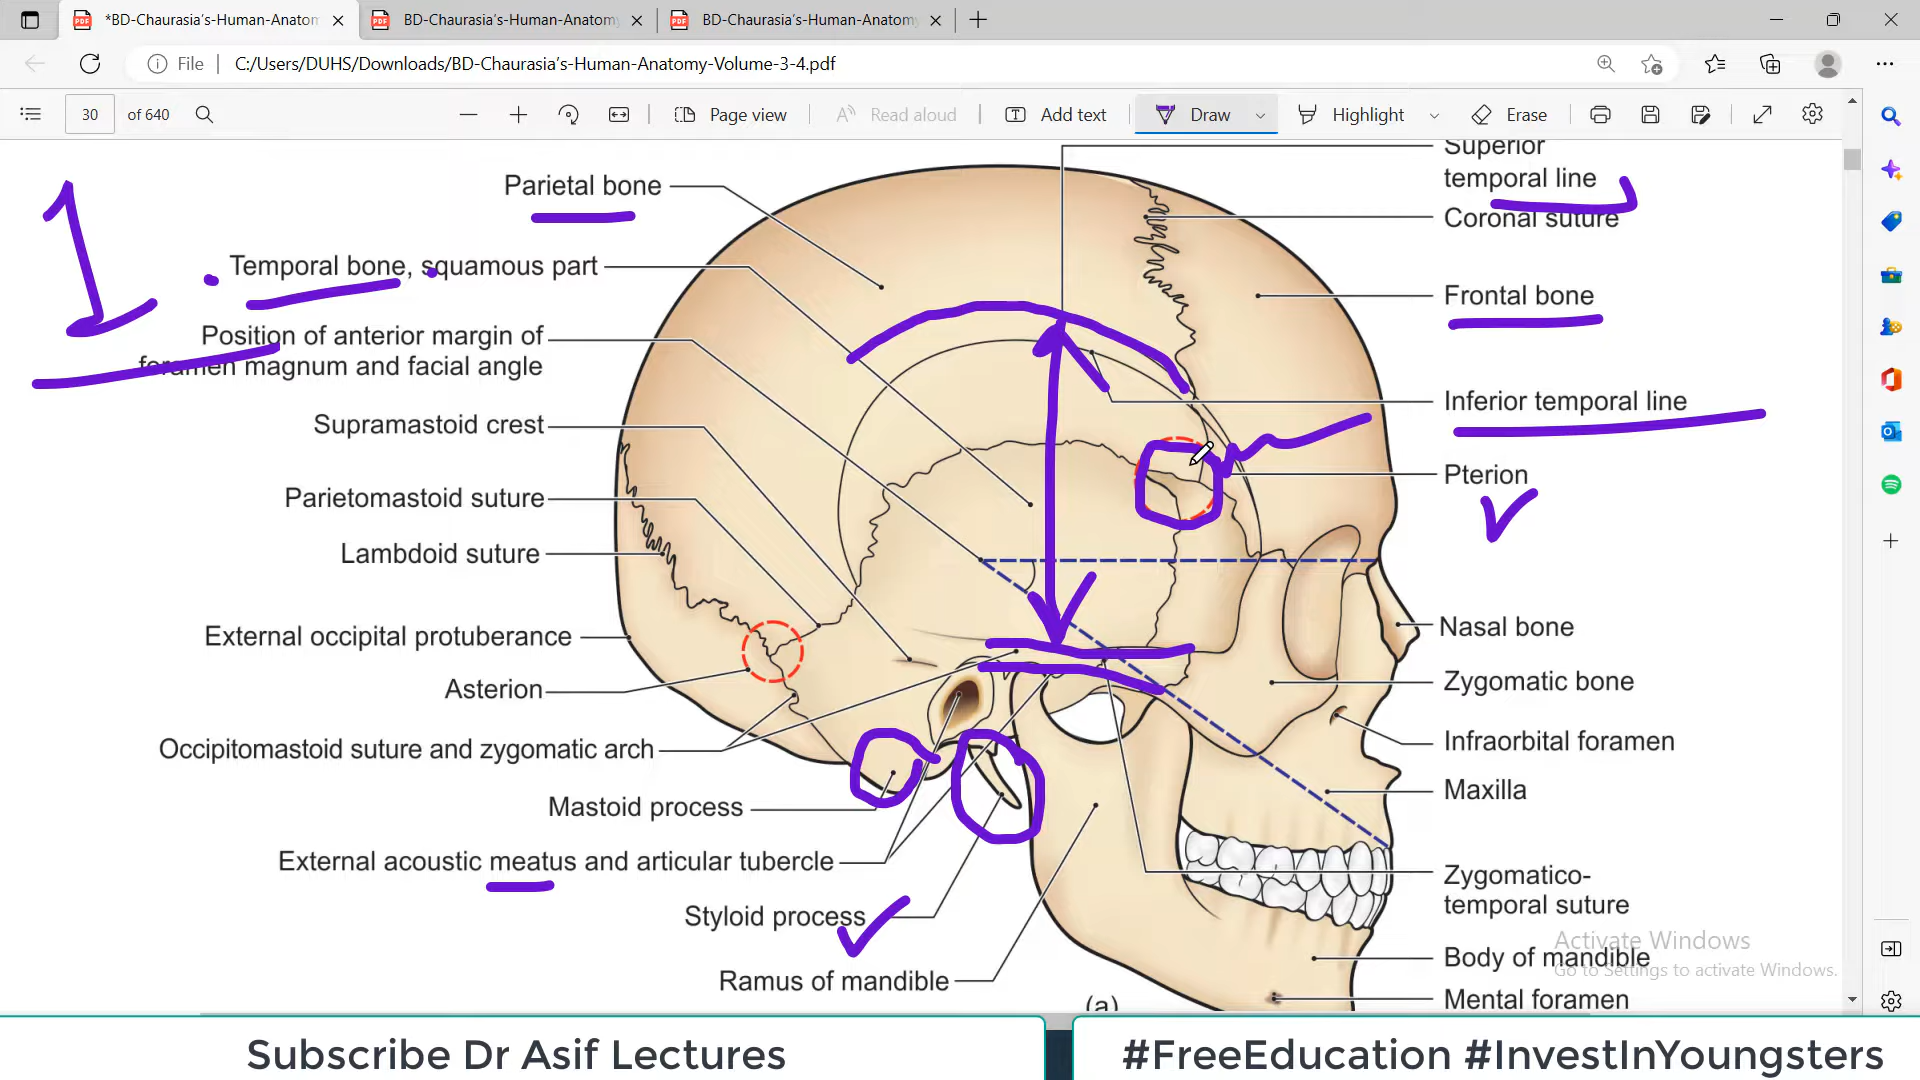 *BD-Chaurasia's-Human-Anatom
BD-Chaurasia's-Human-Anatomy
BD-Chaurasia's-Human-Anatomy
File
C:/Users/DUHS/Downloads/BD-Chaurasia's-Human-Anatomy-Volume-3-4.pdf
30 of 640
Page view
Read aloud
Add text
Draw
Highlight
Erase
1
Parietal bone
Temporal bone, squamous part
Position of anterior margin of
foramen magnum and facial angle
Supramastoid crest
Parietomastoid suture
Lambdoid suture
External occipital protuberance
Asterion
Occipitomastoid suture and zygomatic arch
Mastoid process
External acoustic meatus and articular tubercle
Styloid process
Ramus of mandible
Superior
temporal line
Coronal suture
Frontal bone
Inferior temporal line
Pterion
Nasal bone
Zygomatic bone
Infraorbital foramen
Maxilla
Zygomatico-
temporal suture
Body of mandible
Mental foramen
(a)
Activate Windows
Go to Settings to activate Windows.
Subscribe Dr Asif Lectures
#FreeEducation #InvestInYoungsters